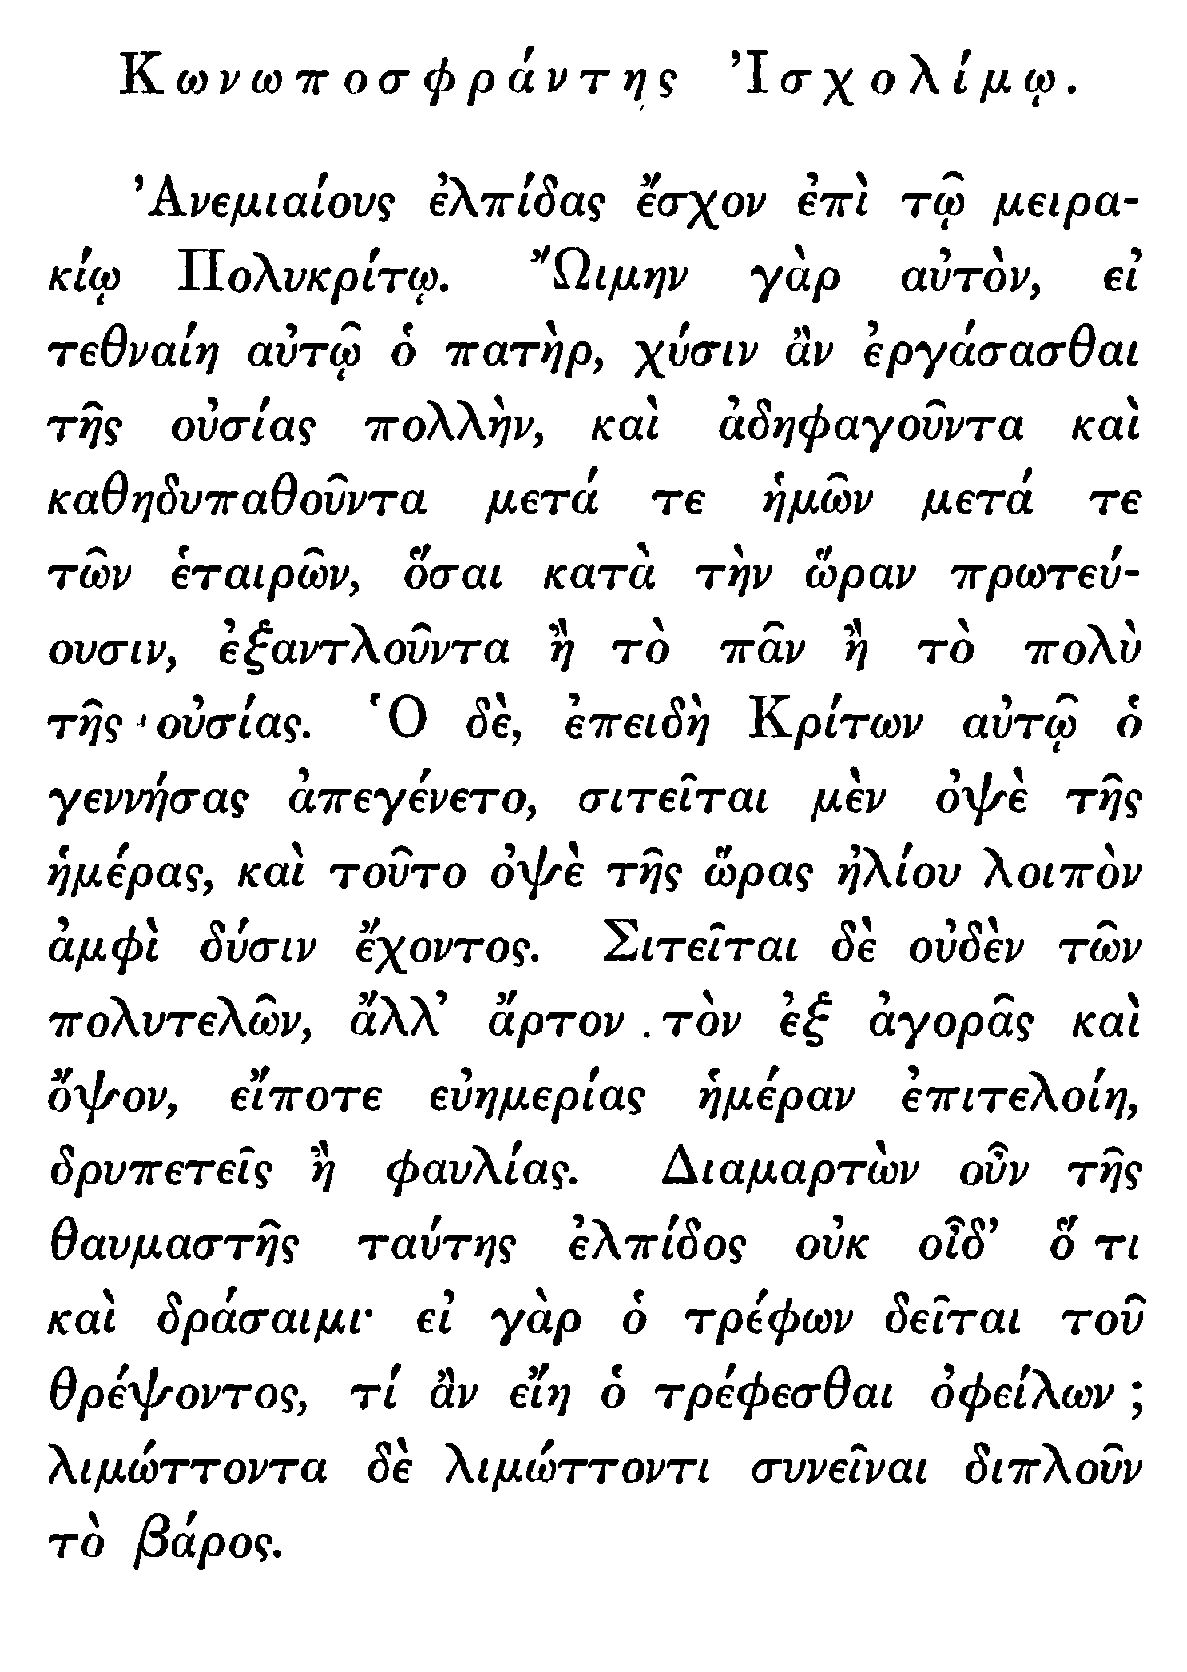 Κωνωποσφράντης Ἰσχολίμῳ.
Ἀνεμιαίους ἐλπίδας ἔσχον ἐπὶ τῷ μειρα-
κίῳ Πολυκρίτῳ. Ὤιμην γὰρ αὐτὸν, εἰ
τεθναίη αὐτῷ ὁ πατὴρ, χύσιν ἂν ἐργάσασθαι
τῆς οὐσίας πολλὴν, καὶ ἀδηφαγοῦντα καὶ
καθηδυπαθοῦντα μετά τε ἡμῶν μετά τε
τῶν ἑταιρῶν, ὅσαι κατὰ τὴν ὥραν πρωτεύ-
ουσιν, ἐξαντλοῦντα ἢ τὸ πᾶν ἢ τὸ πολὺ
τῆς οὐσίας. Ὁ δὲ, ἐπειδὴ Κρίτων αὐτῷ ὁ
γεννήσας ἀπεγένετο, σιτεῖται μὲν ὀψὲ τῆς
ἡμέρας, καὶ τοῦτο ὀψὲ τῆς ὥρας ἡλίου λοιπὸν
ἀμφὶ δύσιν ἔχοντος. Σιτεῖται δὲ οὐδὲν τῶν
πολυτελῶν, ἄλλ’ ἄρτον τὸν ἐξ ἀγορᾶς καὶ
ὄψον, εἴποτε εὐημερίας ἡμέραν ἐπιτελοίη,
δρυπετεῖς ἢ φαυλίας. Διαμαρτὼν οὖν τῆς
θαυμαστῆς ταύτης ἐλπίδος οὐκ οἶδ’ ὅ τι
καὶ δράσαιμι· εἰ γὰρ ὁ τρέφων δεῖται τοῦ
θρέψοντος, τί ἂν εἴη ὁ τρέφεσθαι ὀφείλων ;
λιμώττοντα δὲ λιμώττοντι συνεῖναι διπλοῦν
τὸ βάρος.